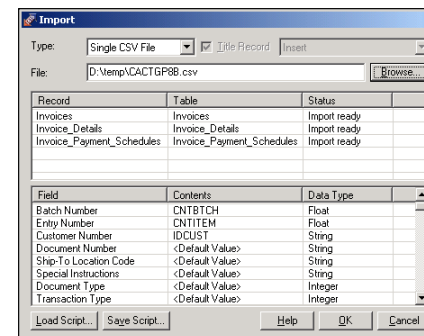 Import
Type: Single CSV File Title Record Insert
File: D:\temp\CACTGP8B.csv Browse...
Record Table Status
Invoices Invoices Import ready
Invoice_Details Invoice_Details Import ready
Invoice_Payment_Schedules Invoice_Payment_Schedules Import ready
Field Contents Data Type
Batch Number CNTBTCH Float
Entry Number CNTITEM Float
Customer Number IDCUST String
Document Number <Default Value> String
Ship-To Location Code <Default Value> String
Special Instructions <Default Value> String
Document Type <Default Value> Integer
Transaction Type <Default Value> Integer
Load Script... Save Script... Help OK Cancel